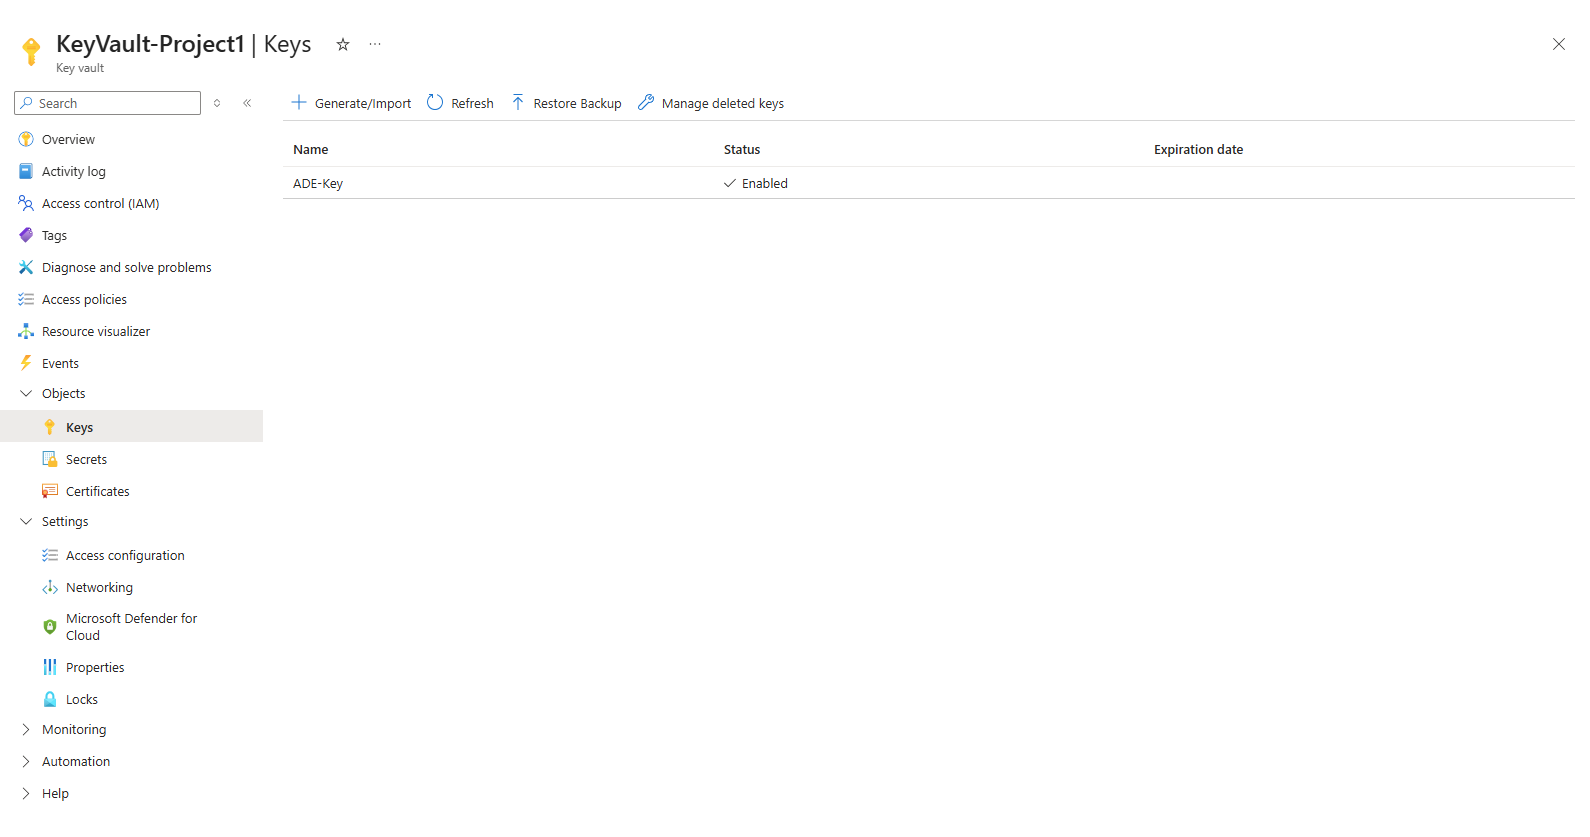 KeyVault-Project1 | Keys
Key vault
Search
Generate/Import Refresh Restore Backup Manage deleted keys
Overview
Activity log
Access control (IAM)
Tags
Diagnose and solve problems
Access policies
Resource visualizer
Events
Objects
Keys
Secrets
Certificates
Settings
Access configuration
Networking
Microsoft Defender for
Cloud
Properties
Locks
Monitoring
Automation
Help
Name Status Expiration date
ADE-Key Enabled